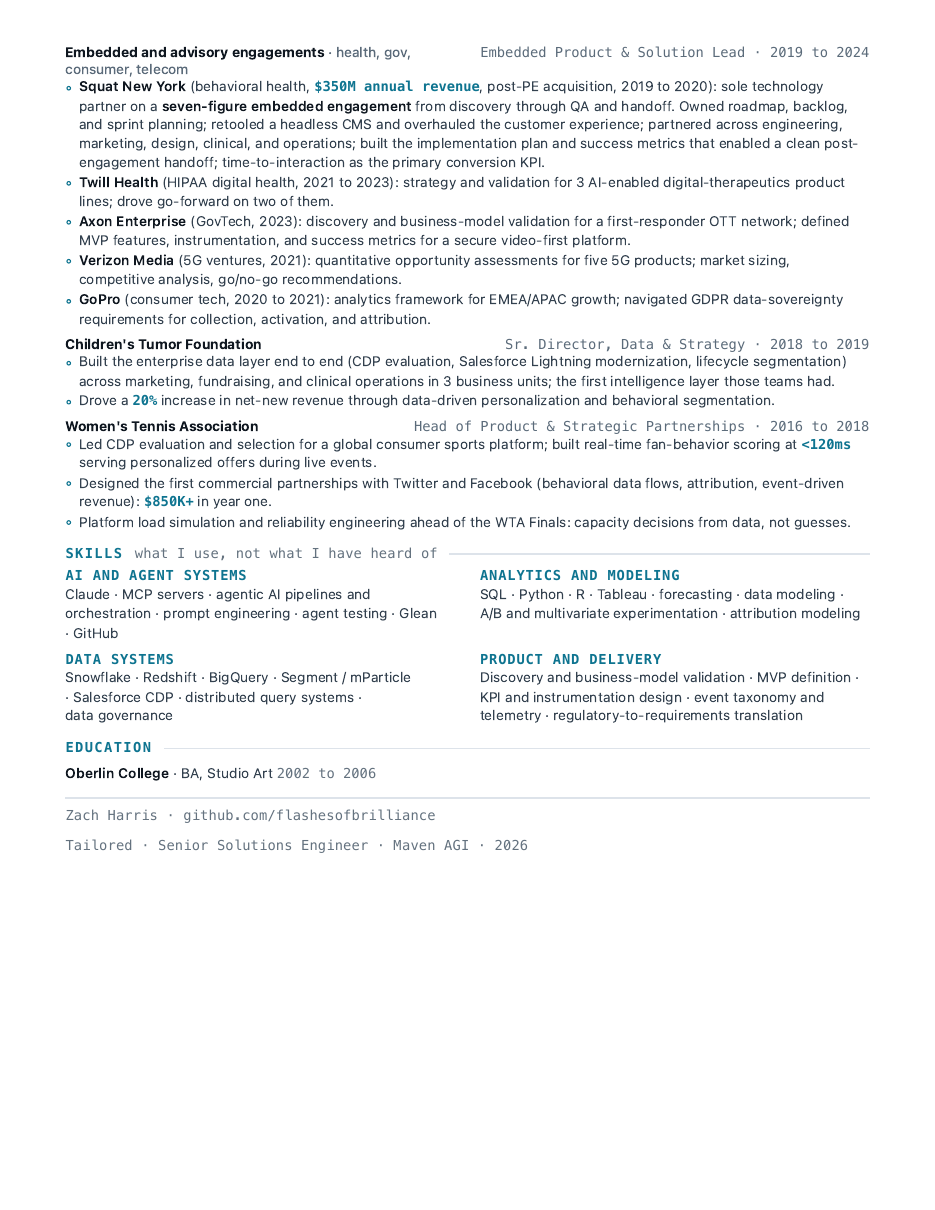 Embedded and advisory engagements · health, gov, consumer, telecom
Embedded Product & Solution Lead · 2019 to 2024
Squat New York (behavioral health, $350M annual revenue, post-PE acquisition, 2019 to 2020): sole technology
partner on a seven-figure embedded engagement from discovery through QA and handoff. Owned roadmap, backlog,
and sprint planning; retooled a headless CMS and overhauled the customer experience; partnered across engineering,
marketing, design, clinical, and operations; built the implementation plan and success metrics that enabled a clean post-
engagement handoff; time-to-interaction as the primary conversion KPI.
Twill Health (HIPAA digital health, 2021 to 2023): strategy and validation for 3 AI-enabled digital-therapeutics product
lines; drove go-forward on two of them.
Axon Enterprise (GovTech, 2023): discovery and business-model validation for a first-responder OTT network; defined
MVP features, instrumentation, and success metrics for a secure video-first platform.
Verizon Media (5G ventures, 2021): quantitative opportunity assessments for five 5G products; market sizing,
competitive analysis, go/no-go recommendations.
GoPro (consumer tech, 2020 to 2021): analytics framework for EMEA/APAC growth; navigated GDPR data-sovereignty
requirements for collection, activation, and attribution.
Children's Tumor Foundation Sr. Director, Data & Strategy · 2018 to 2019
Built the enterprise data layer end to end (CDP evaluation, Salesforce Lightning modernization, lifecycle segmentation)
across marketing, fundraising, and clinical operations in 3 business units; the first intelligence layer those teams had.
Drove a 20% increase in net-new revenue through data-driven personalization and behavioral segmentation.
Women's Tennis Association Head of Product & Strategic Partnerships · 2016 to 2018
Led CDP evaluation and selection for a global consumer sports platform; built real-time fan-behavior scoring at <120ms
serving personalized offers during live events.
Designed the first commercial partnerships with Twitter and Facebook (behavioral data flows, attribution, event-driven
revenue): $850K+ in year one.
Platform load simulation and reliability engineering ahead of the WTA Finals: capacity decisions from data, not guesses.
SKILLS what I use, not what I have heard of
AI AND AGENT SYSTEMS
Claude · MCP servers · agentic AI pipelines and
orchestration · prompt engineering · agent testing · Glean
· GitHub
ANALYTICS AND MODELING
SQL · Python · R · Tableau · forecasting · data modeling ·
A/B and multivariate experimentation · attribution modeling
DATA SYSTEMS
Snowflake · Redshift · BigQuery · Segment / mParticle
· Salesforce CDP · distributed query systems ·
data governance
PRODUCT AND DELIVERY
Discovery and business-model validation · MVP definition ·
KPI and instrumentation design · event taxonomy and
telemetry · regulatory-to-requirements translation
EDUCATION
Oberlin College · BA, Studio Art 2002 to 2006
Zach Harris · github.com/flashesofbrilliance
Tailored · Senior Solutions Engineer · Maven AGI · 2026